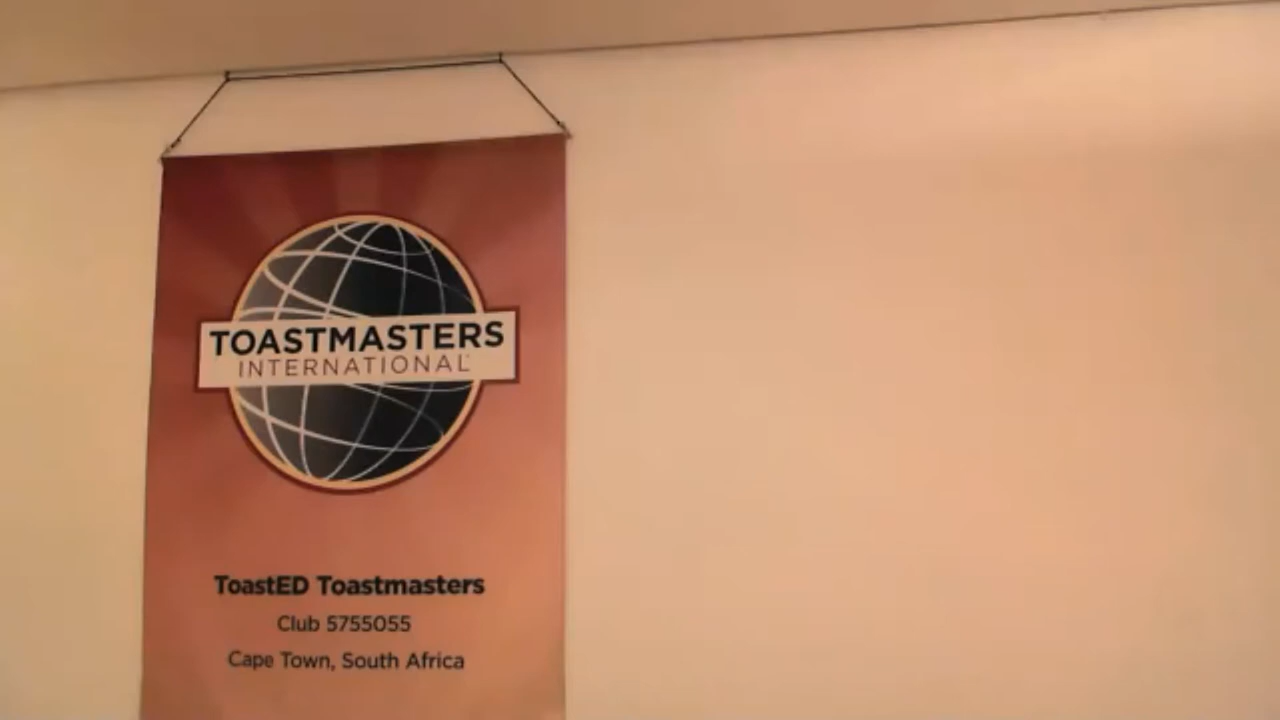 TOASTMASTERS
INTERNATIONAL
ToastED Toastmasters
Club 5755055
Cape Town, South Africa